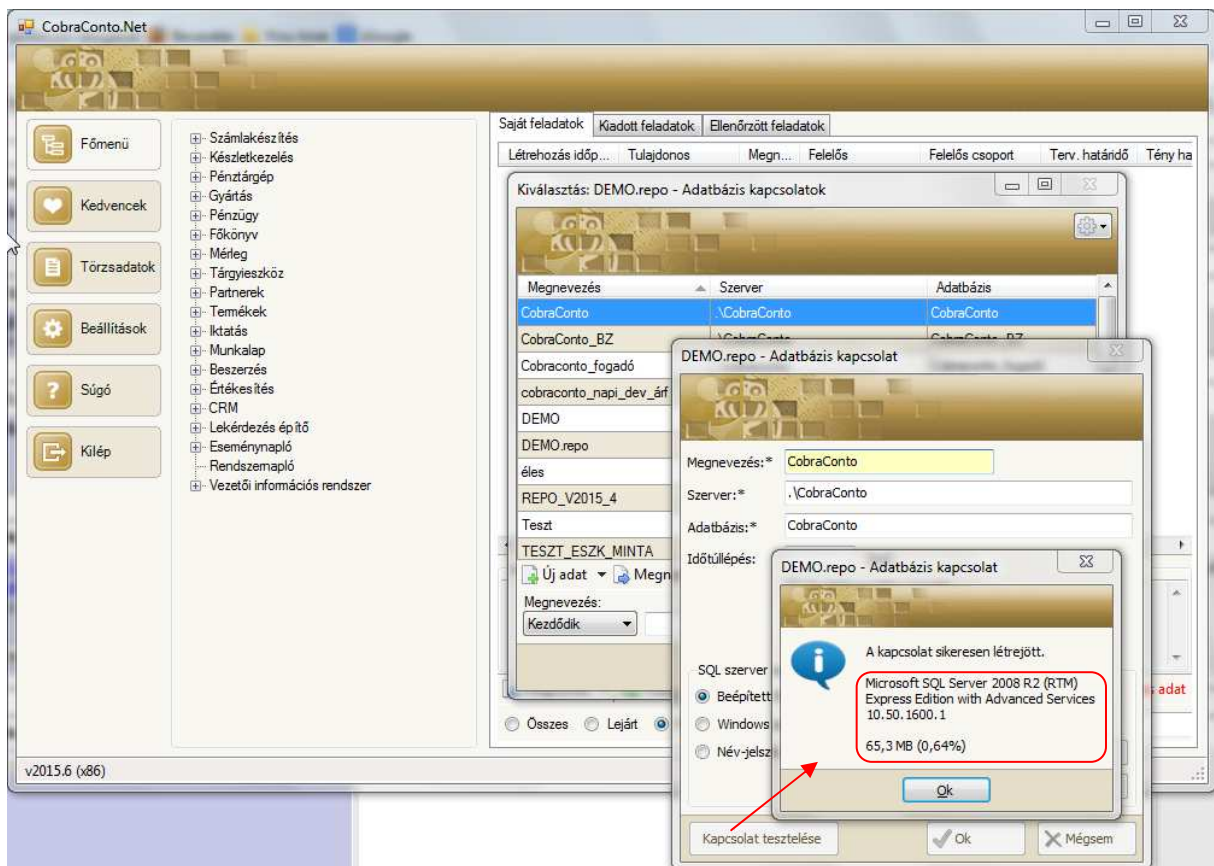 CobraConto.Net
Főmenü
Kedvencek
Törzsadatok
Beállítások
Súgó
Kilép
Számlakészítés
Készletkezelés
Pénztárgép
Gyártás
Pénzügy
Főkönyv
Mérleg
Tárgyieszköz
Partnerek
Termékek
Iktatás
Munkalap
Beszerzés
Értékesítés
CRM
Lekérdezés építő
Eseménynapló
Rendszernapló
Vezetői információs rendszer
Saját feladatok Kiadott feladatok Ellenőrzött feladatok
Létrehozás időp... Tulajdonos Megn... Felelős Felelős csoport Terv. határidő Tény ha
Kiválasztás: DEMO.repo - Adatbázis kapcsolatok
Megnevezés Szerver Adatbázis
CobraConto .\CobraConto CobraConto
CobraConto_BZ .\CobraConto CobraConto_BZ
Cobraconto_fogadó
cobraconto_napi_dev_árf
DEMO
DEMO.repo
éles
REPO_V2015_4
Teszt
TESZT_ESZK_MINTA
Új adat Megn
Megnevezés:
Kezdődik
Összes Lejárt
s adat
DEMO.repo - Adatbázis kapcsolat
Megnevezés:* CobraConto
Szerver:* .\CobraConto
Adatbázis:* CobraConto
Időtúllépés:
SQL szerver
Beépített
Windows
Név-jelsz
Kapcsolat tesztelése Ok Mégsem
DEMO.repo - Adatbázis kapcsolat
A kapcsolat sikeresen létrejött.
Microsoft SQL Server 2008 R2 (RTM)
Express Edition with Advanced Services
10.50.1600.1
65,3 MB (0,64%)
Ok
v2015.6 (x86)